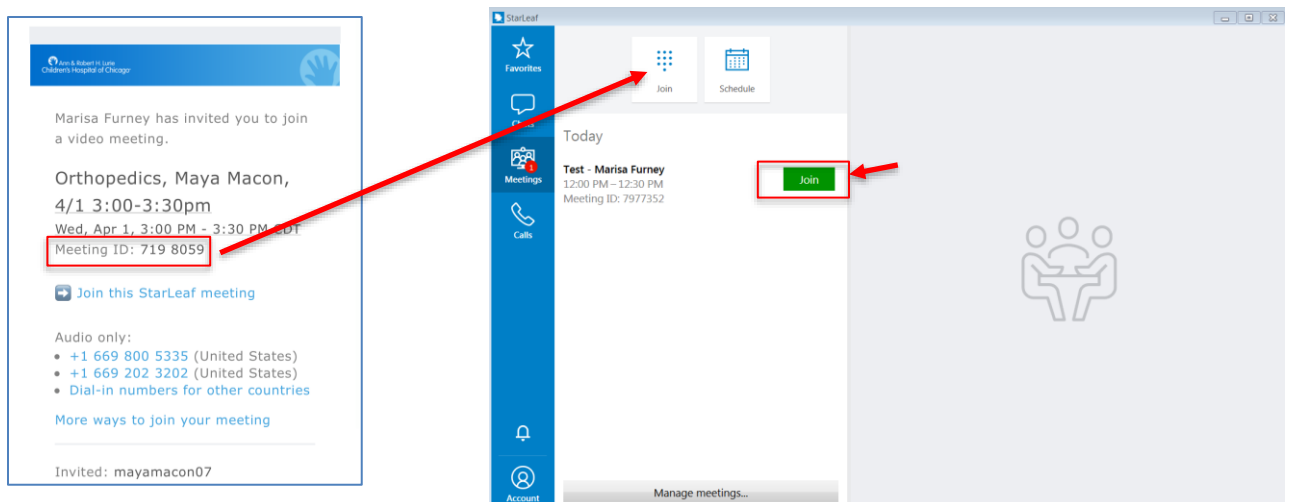 Ann & Robert H. Lurie
Children's Hospital of Chicago
Marisa Furney has invited you to join
a video meeting.
Orthopedics, Maya Macon,
4/1 3:00-3:30pm
Wed, Apr 1, 3:00 PM - 3:30 PM CDT
Meeting ID: 719 8059
Join this StarLeaf meeting
Audio only:
• +1 669 800 5335 (United States)
• +1 669 202 3202 (United States)
• Dial-in numbers for other countries
More ways to join your meeting
Invited: mayamacon07
StarLeaf
Favorites
Meetings
1
Calls
Account
Join
Schedule
Today
Test - Marisa Furney
12:00 PM – 12:30 PM
Meeting ID: 7977352
Join
Manage meetings...